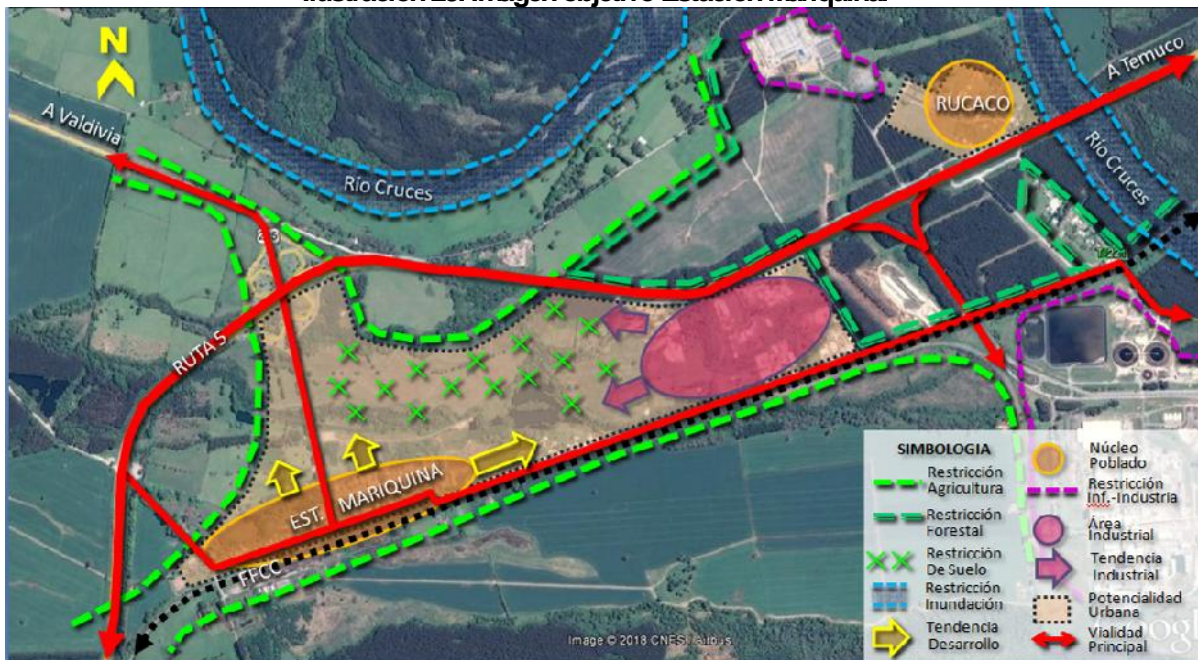 N
A Valdivia
Río Cruces
A Temuco
RUCACO
Río Cruces
RUTA 5
EST. MARIQUINA
FFCC
Image © 2018 CNES / Airbus
SIMBOLOGIA
Restricción
Agricultura
Restricción
Forestal
Restricción
De Suelo
Restricción
Inundación
Tendencia
Desarrollo
Núcleo
Poblado
Restricción
Inf.-Industria
Área
Industrial
Tendencia
Industrial
Potencialidad
Urbana
Vialidad
Principal